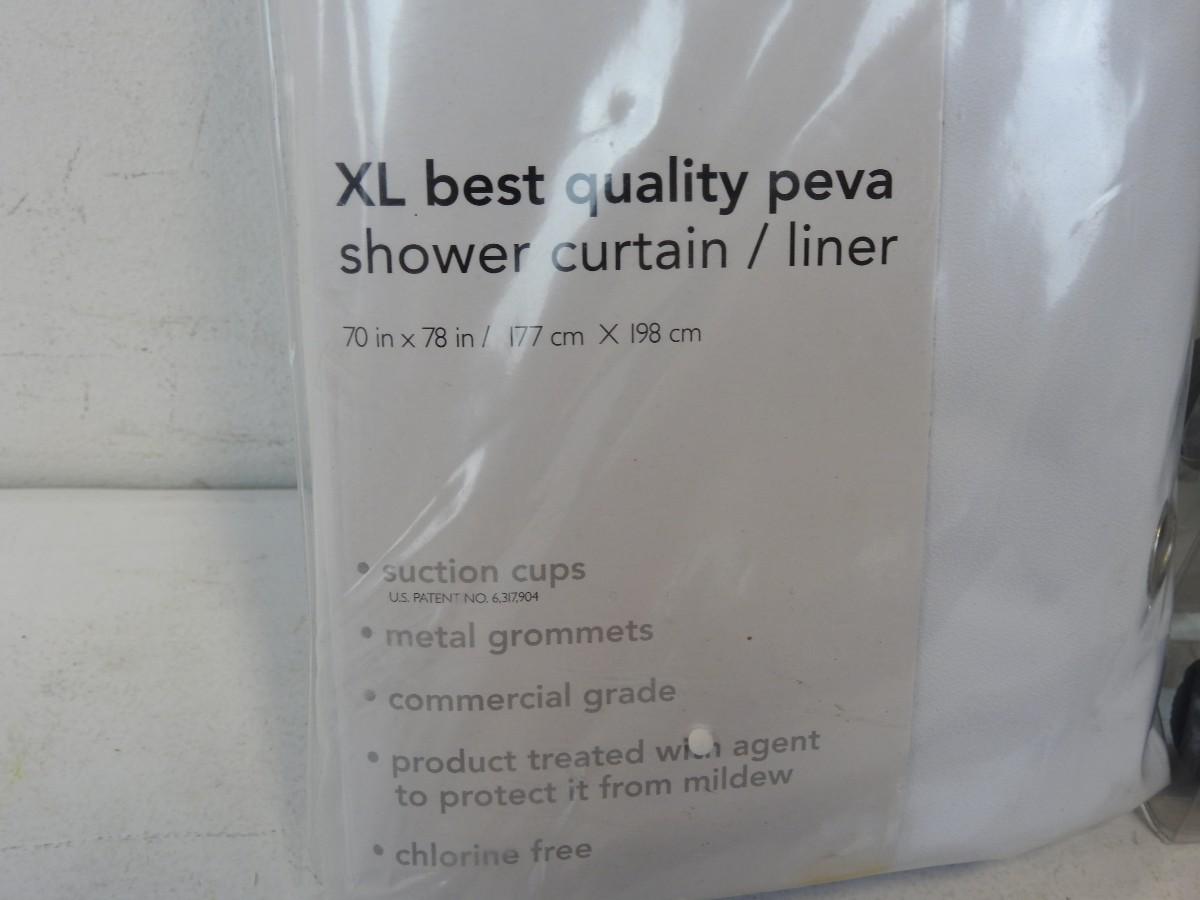 XL best quality peva
shower curtain / liner
70 in x 78 in / 177 cm X 198 cm
• suction cups
U.S. PATENT NO. 6,317,904
• metal grommets
• commercial grade
• product treated with agent
to protect it from mildew
• chlorine free